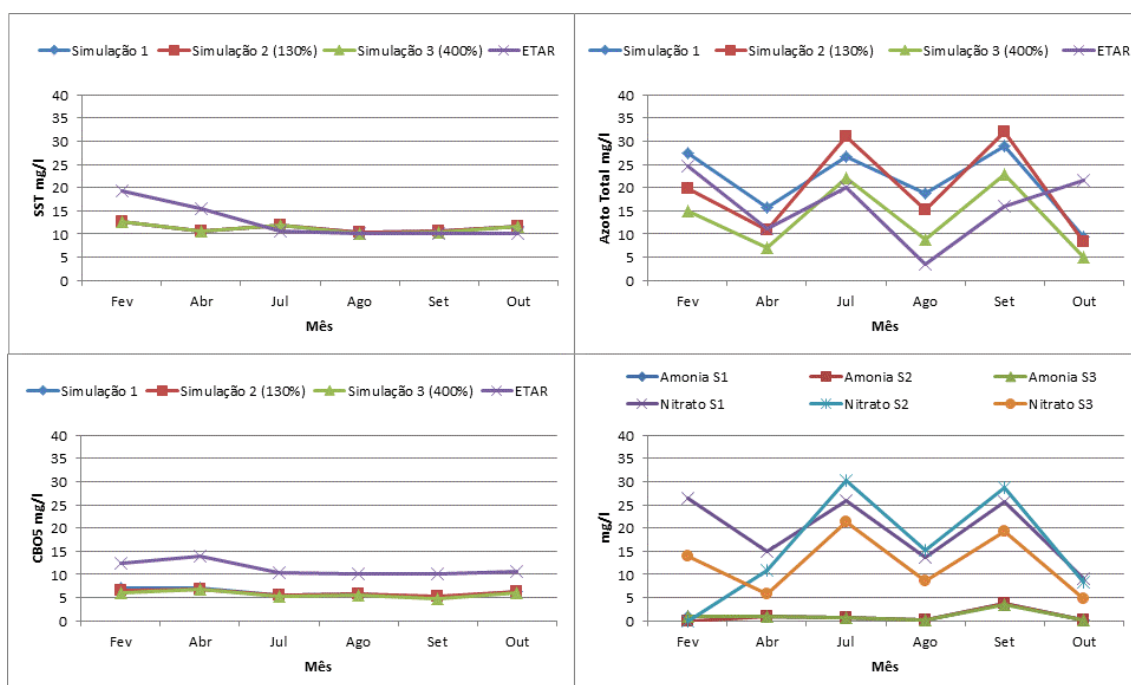 Simulação 1 Simulação 2 (130%) Simulação 3 (400%) ETAR
40
35
30
25
20
15
10
5
0
SST mg/l
Fev Abr Jul Ago Set Out
Mês
Simulação 1 Simulação 2 (130%) Simulação 3 (400%) ETAR
40
35
30
25
20
15
10
5
0
Azoto Total mg/l
Fev Abr Jul Ago Set Out
Mês
Simulação 1 Simulação 2 (130%) Simulação 3 (400%) ETAR
40
35
30
25
20
15
10
5
0
CBO5 mg/l
Fev Abr Jul Ago Set Out
Mês
Amonia S1 Amonia S2 Amonia S3
Nitrato S1 Nitrato S2 Nitrato S3
40
35
30
25
20
15
10
5
0
mg/l
Fev Abr Jul Ago Set Out
Mês